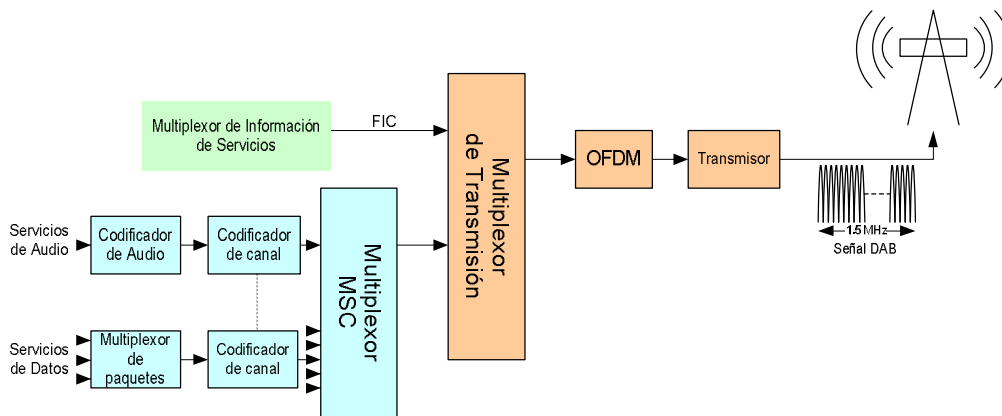 Multiplexor de Información
de Servicios
FIC
Multiplexor
de Transmisión
OFDM
Transmisor
1.5 MHz
Señal DAB
Servicios
de Audio
Codificador
de Audio
Codificador
de canal
Multiplexor
MSC
Servicios
de Datos
Multiplexor
de
paquetes
Codificador
de canal